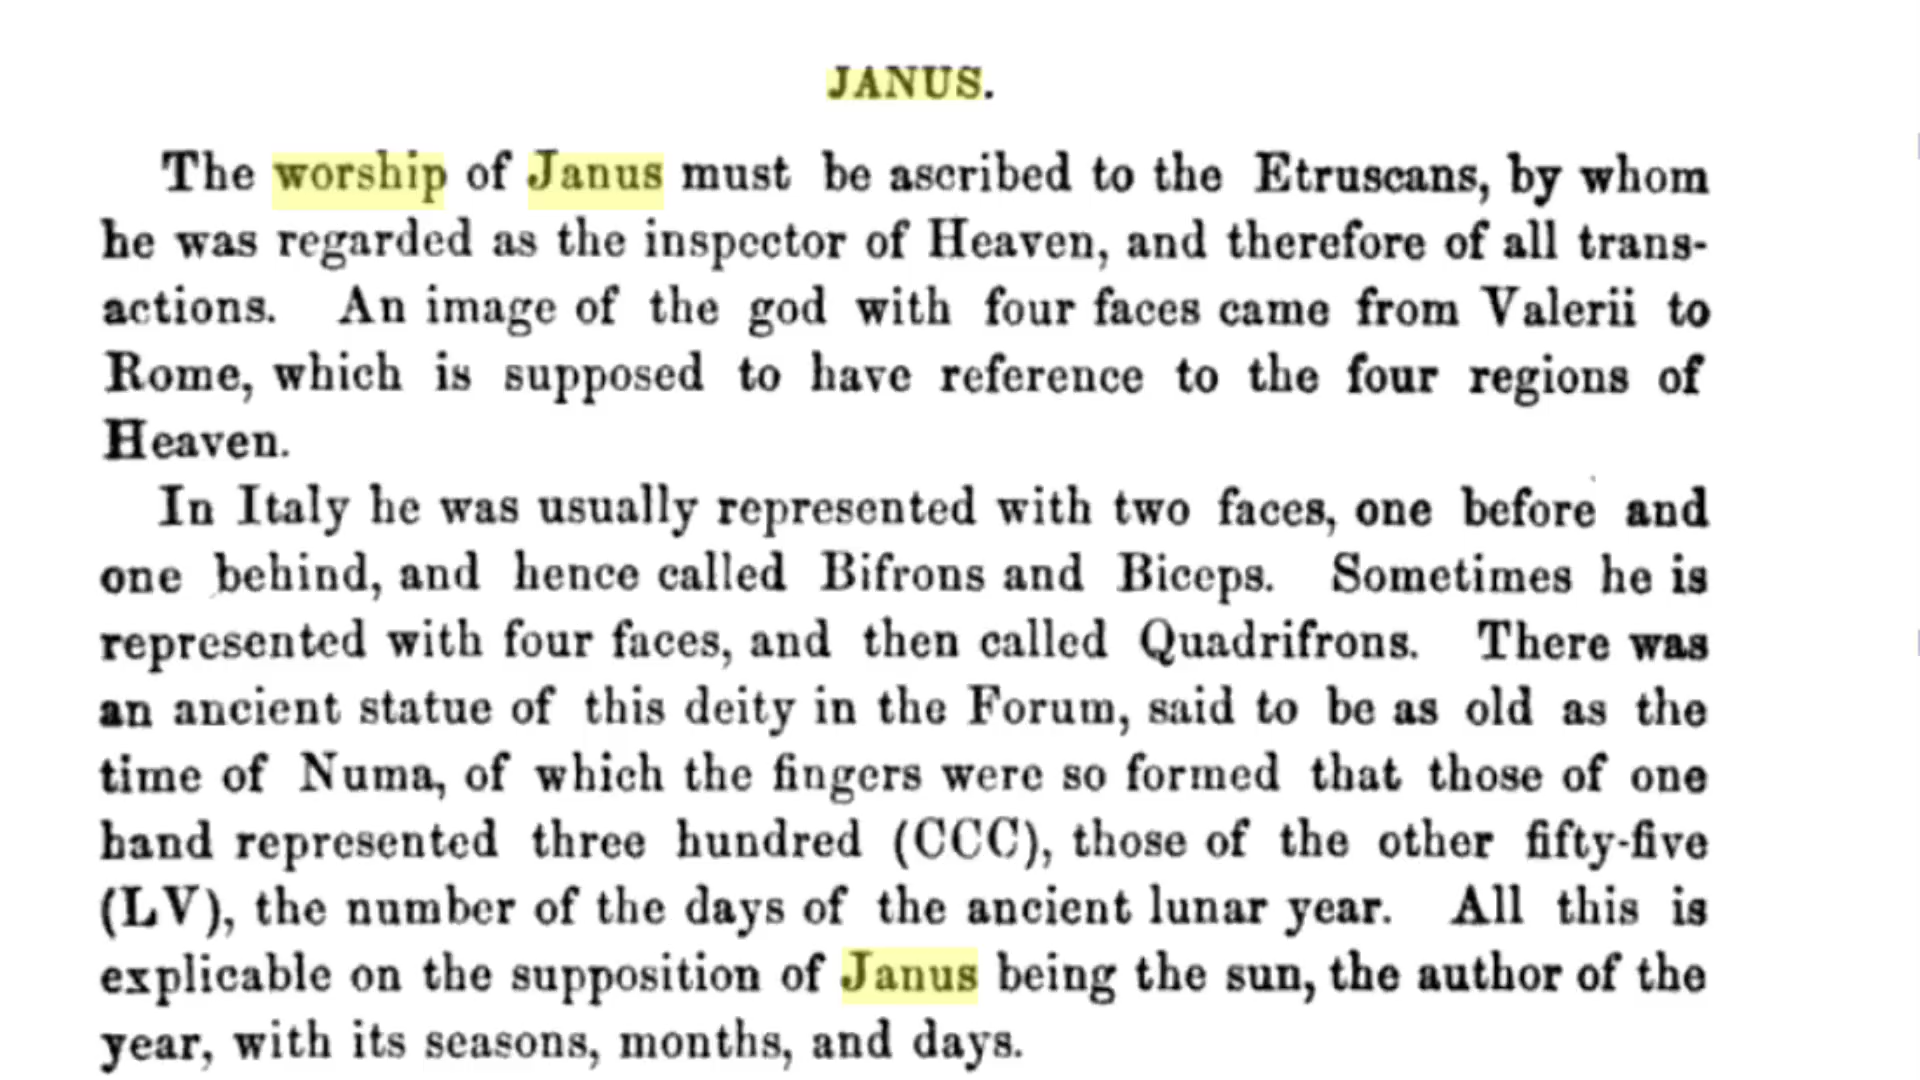 JANUS.
The worship of Janus must be ascribed to the Etruscans, by whom
he was regarded as the inspector of Heaven, and therefore of all trans-
actions. An image of the god with four faces came from Valerii to
Rome, which is supposed to have reference to the four regions of
Heaven.
In Italy he was usually represented with two faces, one before and
one behind, and hence called Bifrons and Biceps. Sometimes he is
represented with four faces, and then called Quadrifrons. There was
an ancient statue of this deity in the Forum, said to be as old as the
time of Numa, of which the fingers were so formed that those of one
hand represented three hundred (CCC), those of the other fifty-five
(LV), the number of the days of the ancient lunar year. All this is
explicable on the supposition of Janus being the sun, the author of the
year, with its seasons, months, and days.